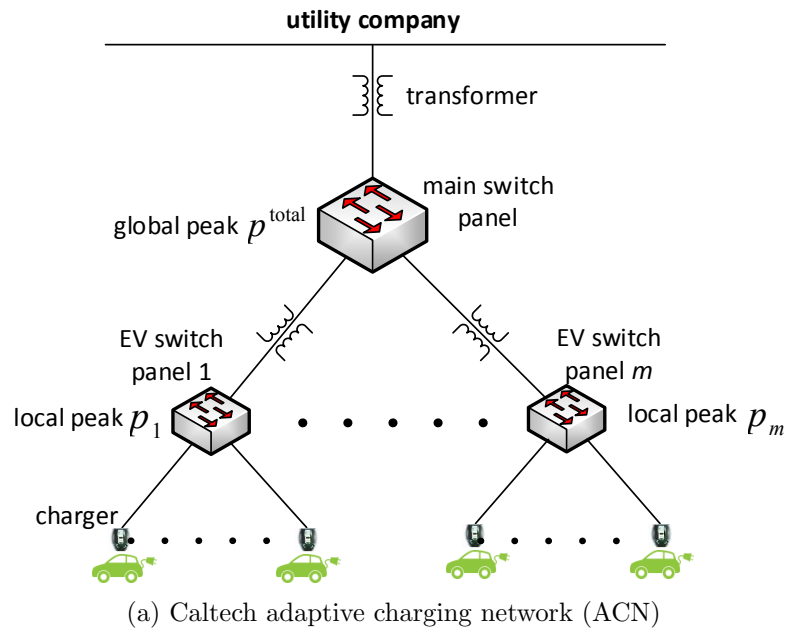 utility company
transformer
main switch
panel
global peak p^total
EV switch
panel 1
EV switch
panel m
local peak p_1
local peak p_m
charger
(a) Caltech adaptive charging network (ACN)